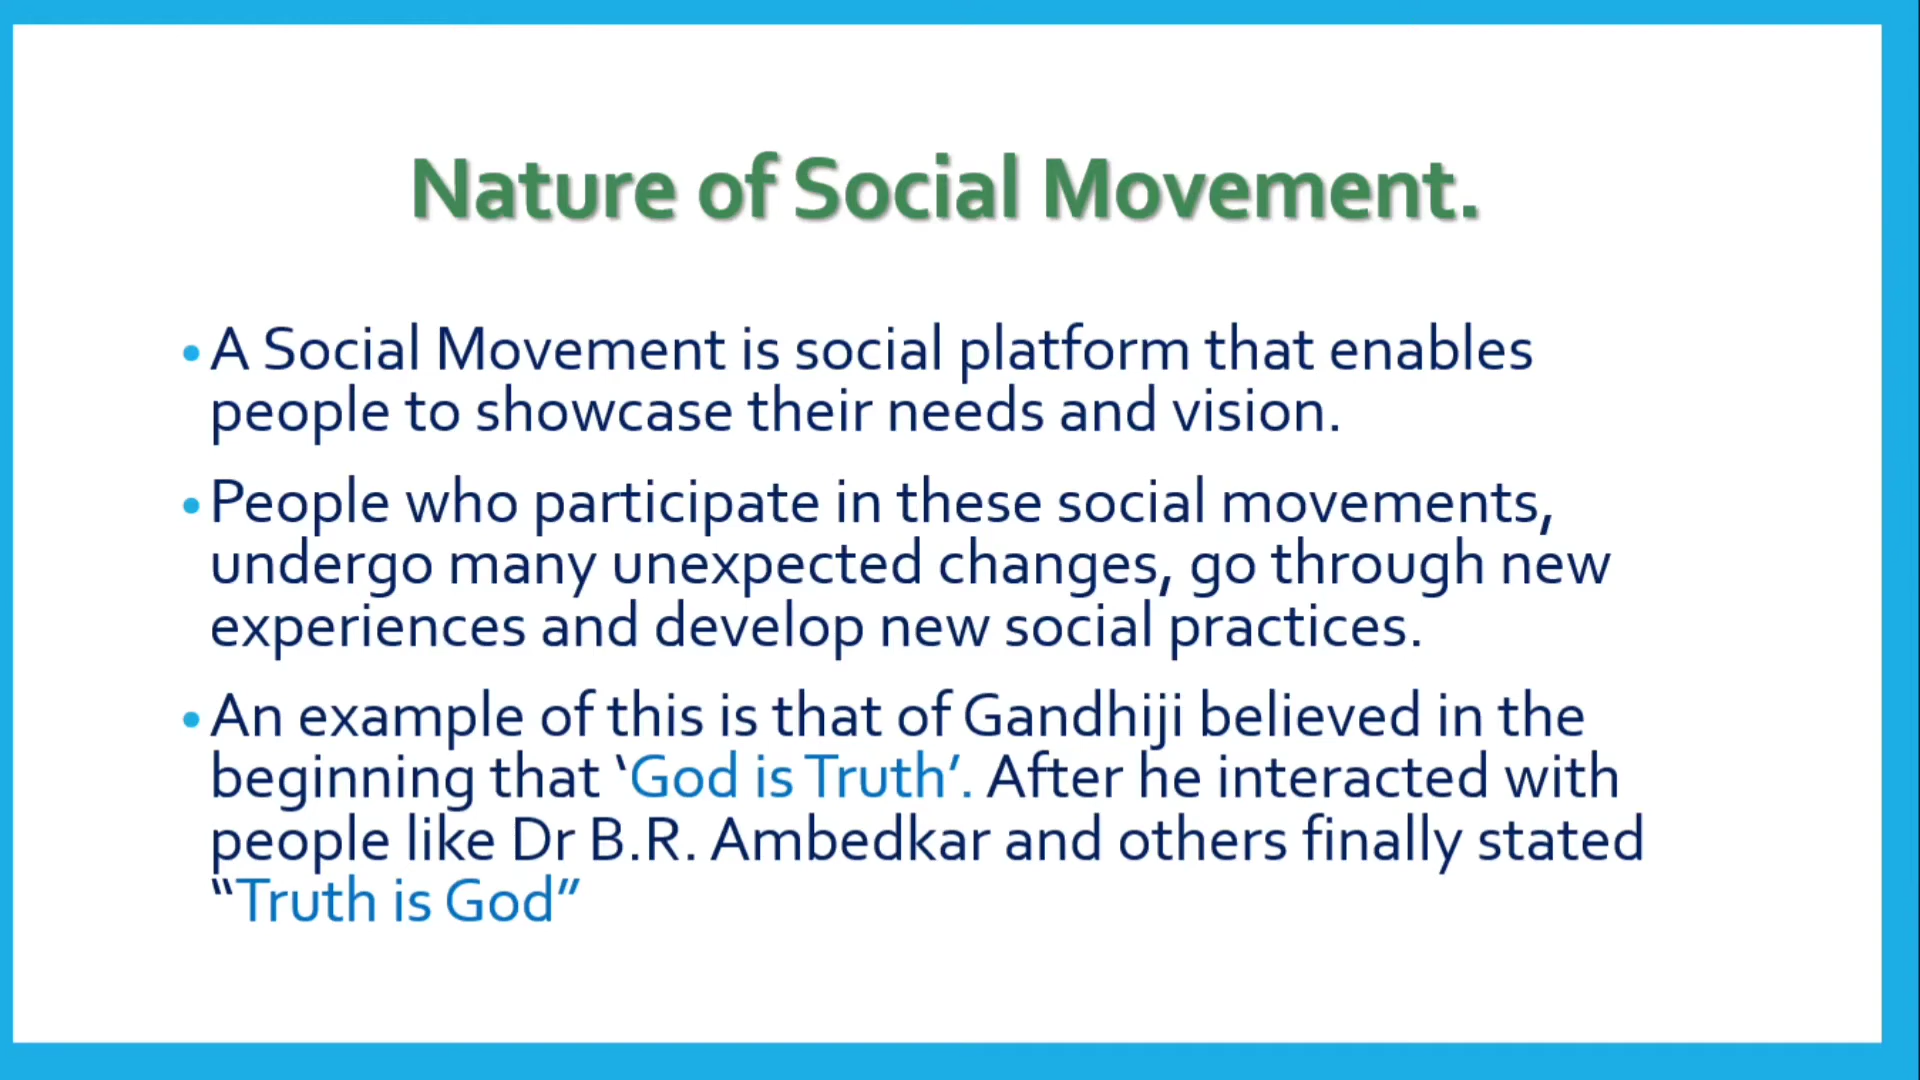 Nature of Social Movement.
• A Social Movement is social platform that enables
people to showcase their needs and vision.
• People who participate in these social movements,
undergo many unexpected changes, go through new
experiences and develop new social practices.
• An example of this is that of Gandhiji believed in the
beginning that ‘God is Truth’. After he interacted with
people like Dr B.R. Ambedkar and others finally stated
“Truth is God”